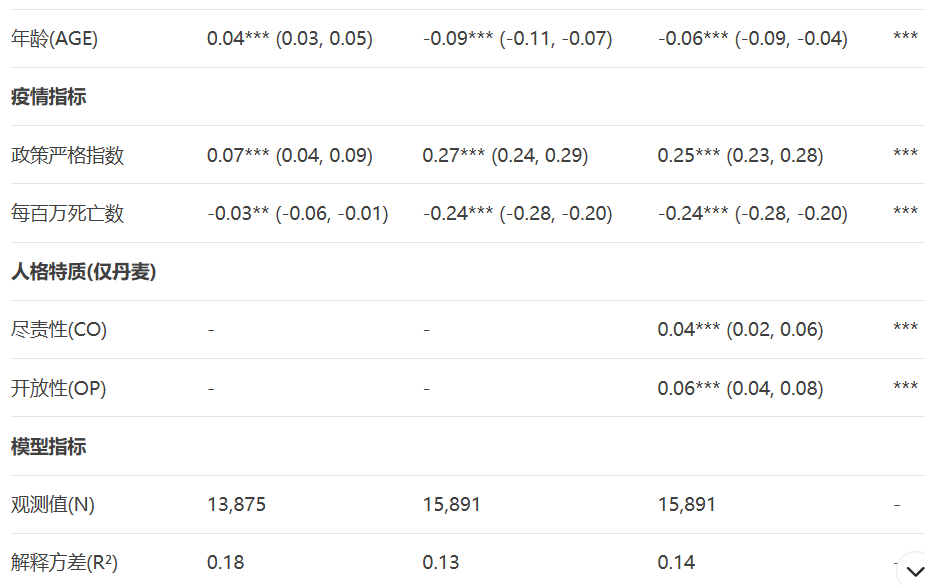 年龄(AGE) 0.04*** (0.03, 0.05) -0.09*** (-0.11, -0.07) -0.06*** (-0.09, -0.04) ***
疫情指标
政策严格指数 0.07*** (0.04, 0.09) 0.27*** (0.24, 0.29) 0.25*** (0.23, 0.28) ***
每百万死亡数 -0.03** (-0.06, -0.01) -0.24*** (-0.28, -0.20) -0.24*** (-0.28, -0.20) ***
人格特质(仅丹麦)
尽责性(CO) - - 0.04*** (0.02, 0.06) ***
开放性(OP) - - 0.06*** (0.04, 0.08) ***
模型指标
观测值(N) 13,875 15,891 15,891 -
解释方差(R²) 0.18 0.13 0.14 -